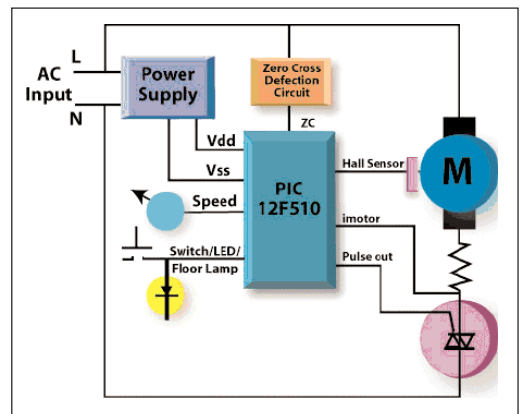 L
AC
Input
N
Power
Supply
Zero Cross
Defection
Circuit
ZC
Vdd
Vss
Speed
Switch/LED/
Floor Lamp
PIC
12F510
Hall Sensor
imotor
Pulse out
M